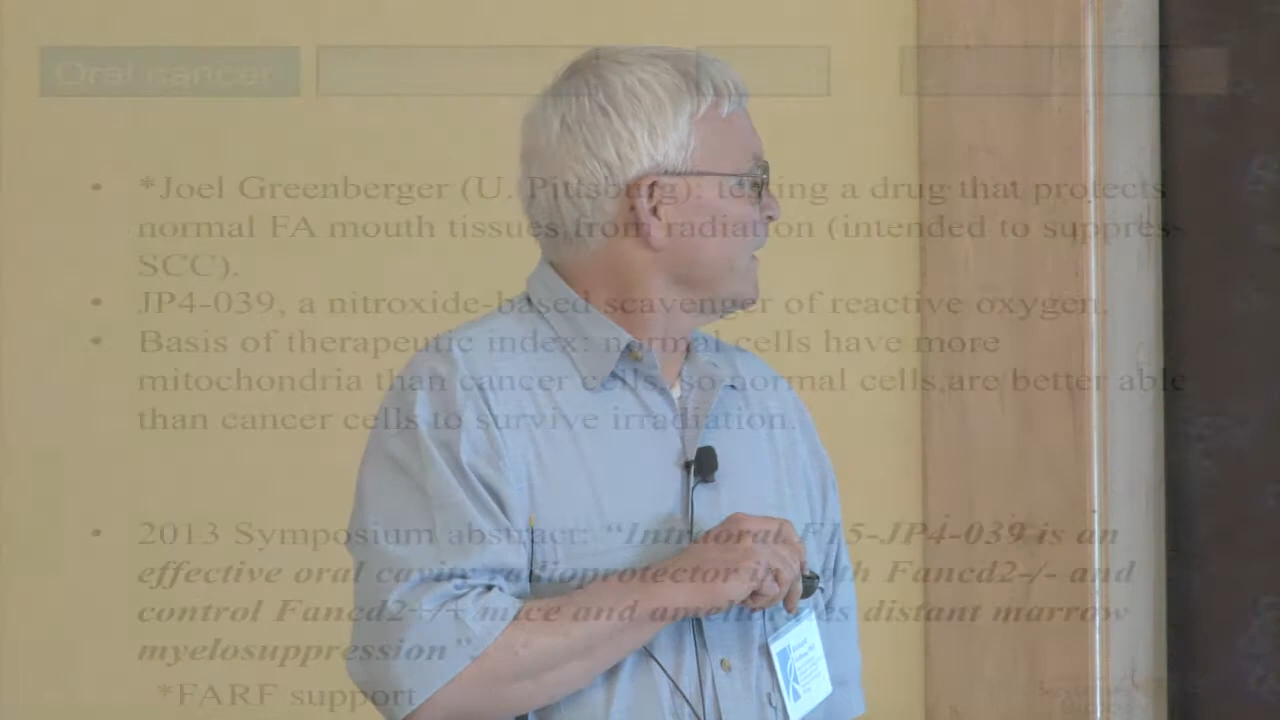 Oral cancer
• *Joel Greenberger (U. Pittsburg): testing a drug that protects
normal FA mouth tissues from radiation (intended to suppres-
SCC).
• JP4-039, a nitroxide-based scavenger of reactive oxygen.
• Basis of therapeutic index: normal cells have more
mitochondria than cancer cells, so normal cells are better able
than cancer cells to survive irradiation.
• 2013 Symposium abstract: “Intraoral F15-JP4-039 is an
effective oral cavity radioprotector in both Fancd2-/- and
control Fancd2+/+ mice and ameliorates distant marrow
myelosuppression”
*FARF support